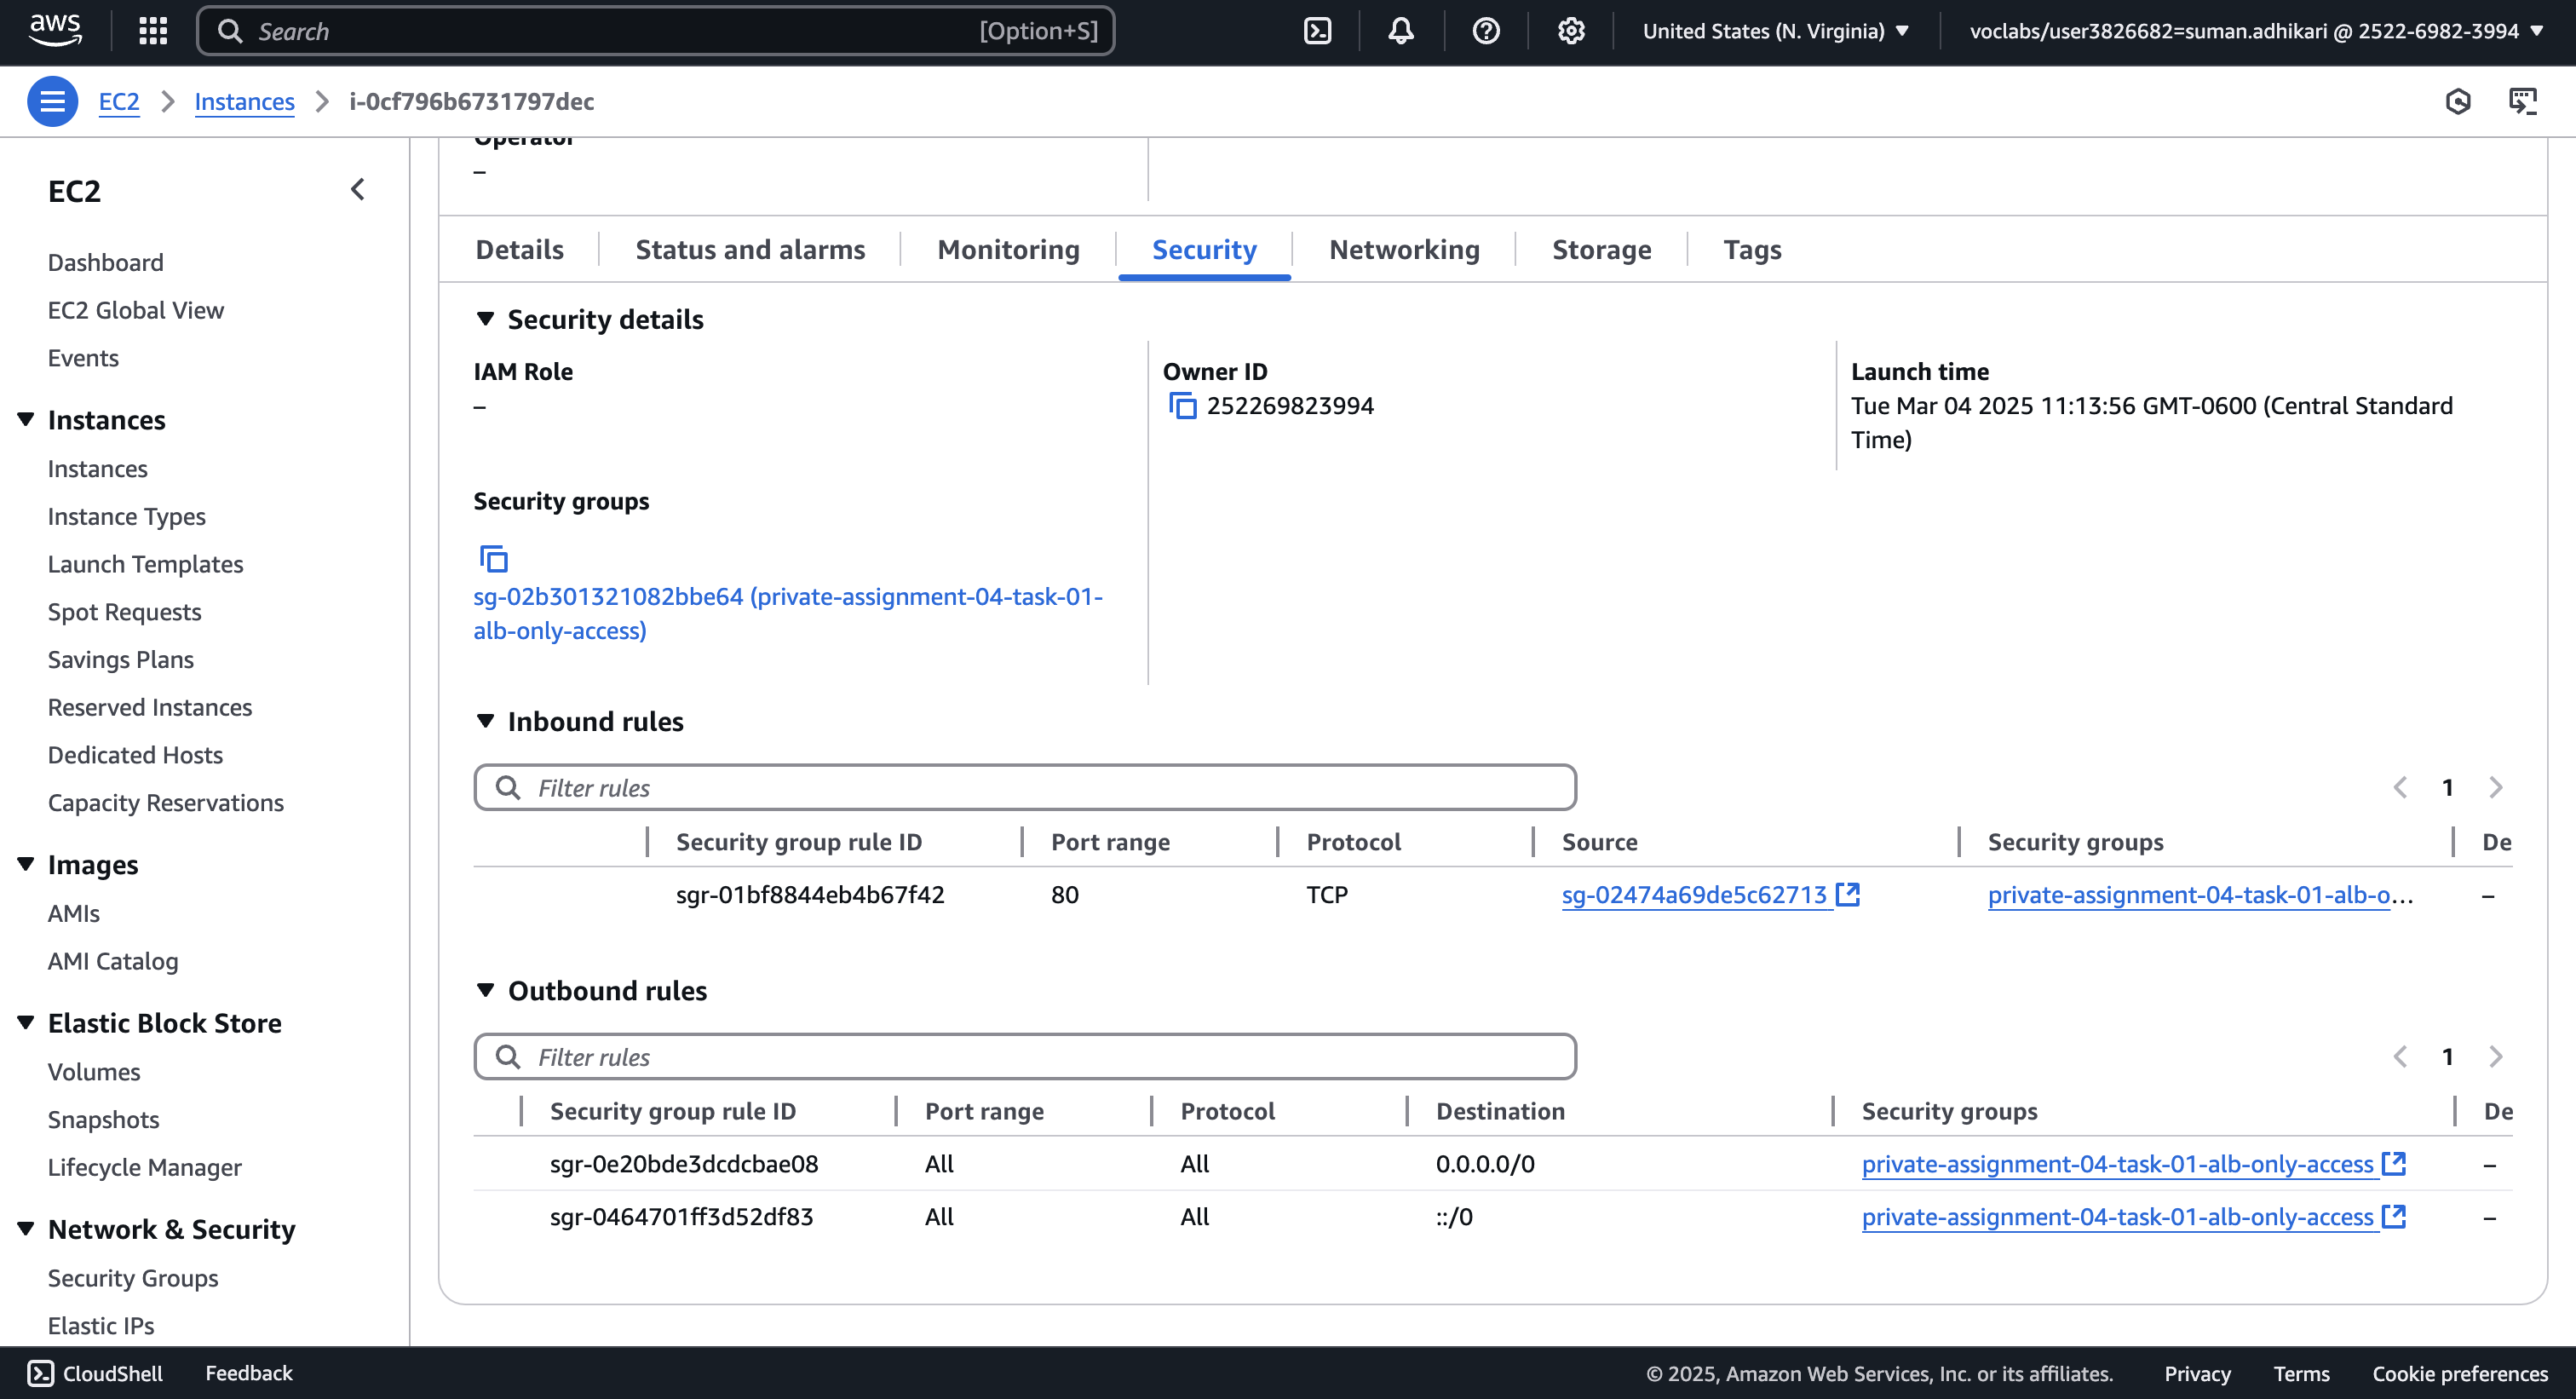 aws
Search [Option+S]
United States (N. Virginia)
voclabs/user3826682=suman.adhikari @ 2522-6982-3994
EC2 Instances i-0cf796b6731797dec
EC2
Dashboard
EC2 Global View
Events
Instances
Instances
Instance Types
Launch Templates
Spot Requests
Savings Plans
Reserved Instances
Dedicated Hosts
Capacity Reservations
Images
AMIs
AMI Catalog
Elastic Block Store
Volumes
Snapshots
Lifecycle Manager
Network & Security
Security Groups
Elastic IPs
Operator
–
Details Status and alarms Monitoring Security Networking Storage Tags
Security details
IAM Role
–
Owner ID
252269823994
Launch time
Tue Mar 04 2025 11:13:56 GMT-0600 (Central Standard
Time)
Security groups
sg-02b301321082bbe64 (private-assignment-04-task-01-
alb-only-access)
Inbound rules
Filter rules
1
Security group rule ID Port range Protocol Source Security groups De
sgr-01bf8844eb4b67f42 80 TCP sg-02474a69de5c62713 private-assignment-04-task-01-alb-o... –
Outbound rules
Filter rules
1
Security group rule ID Port range Protocol Destination Security groups De
sgr-0e20bde3dcdcbae08 All All 0.0.0.0/0 private-assignment-04-task-01-alb-only-access –
sgr-0464701ff3d52df83 All All ::/0 private-assignment-04-task-01-alb-only-access –
CloudShell Feedback
© 2025, Amazon Web Services, Inc. or its affiliates. Privacy Terms Cookie preferences